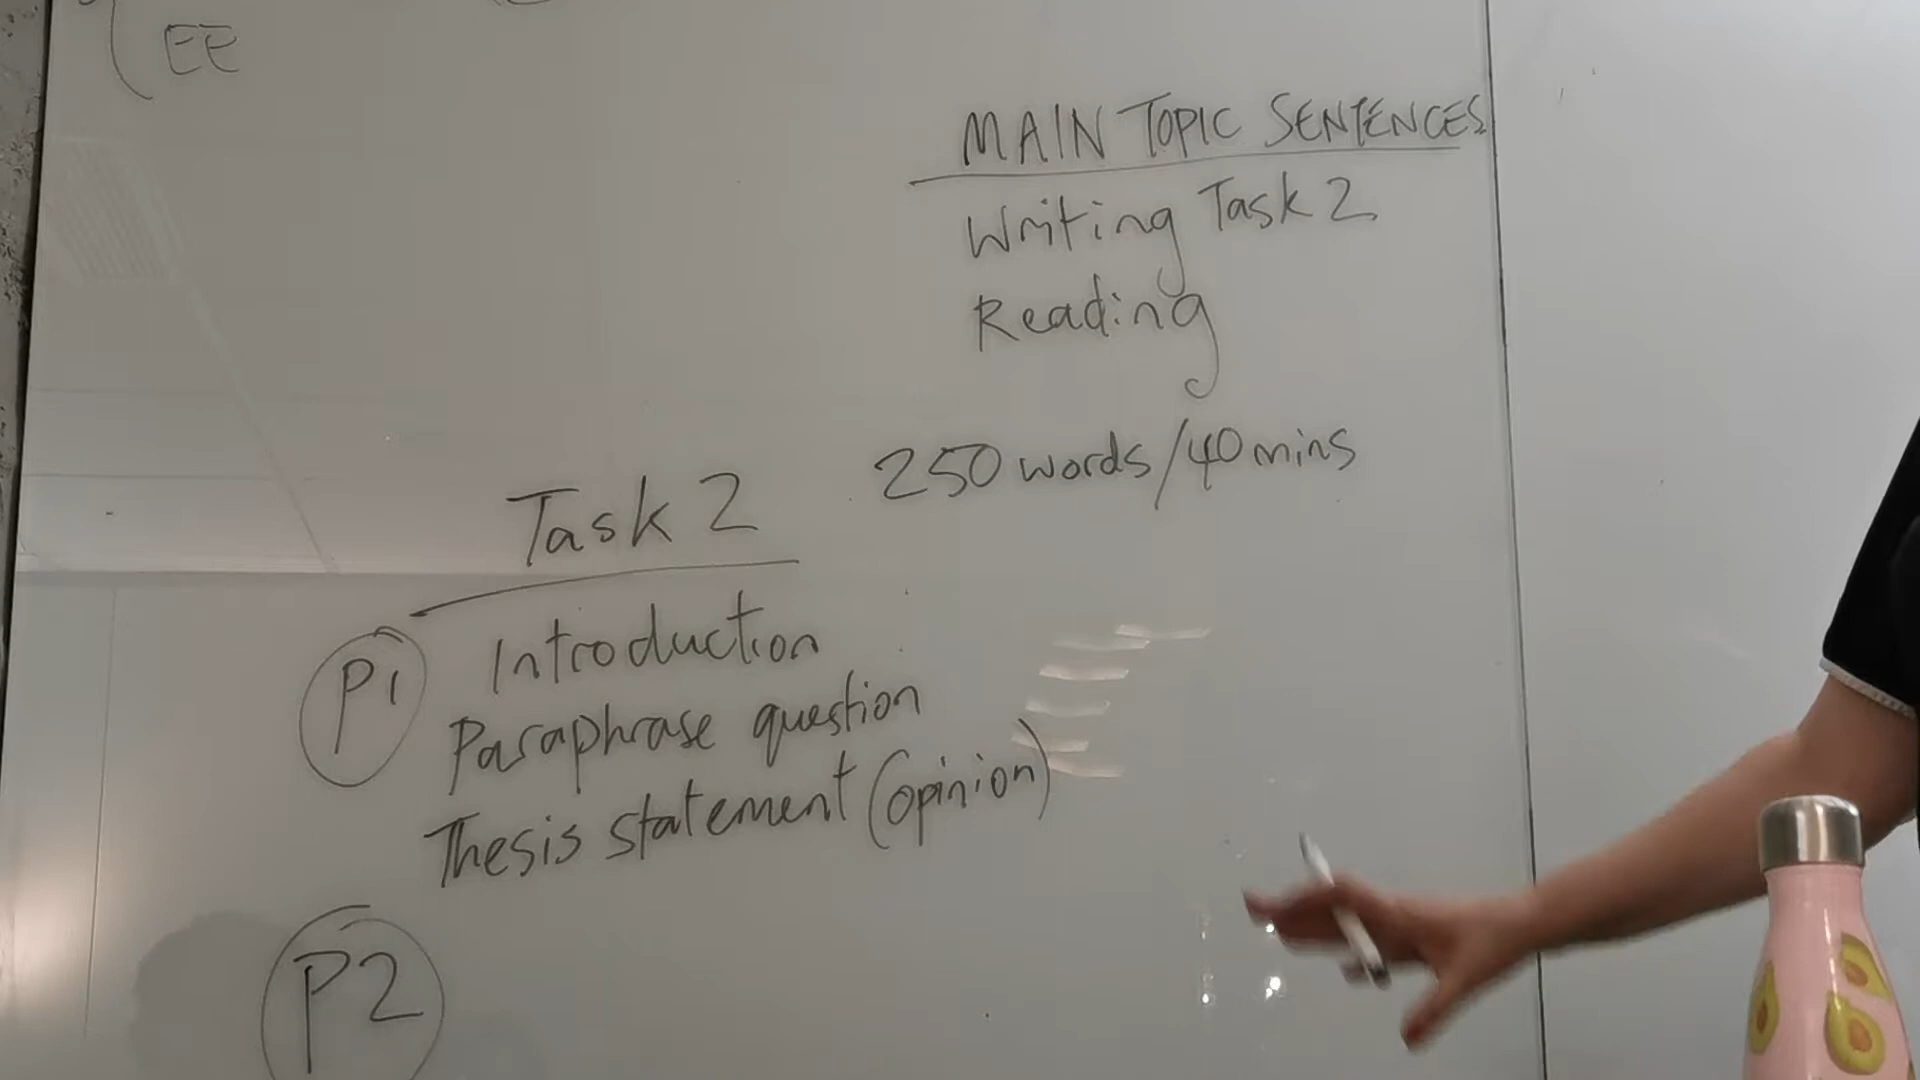 EE
MAIN TOPIC SENTENCES
Writing Task 2
Reading
250 words/40 mins
Task 2
P1 Introduction
Paraphrase question
Thesis statement (opinion)
P2